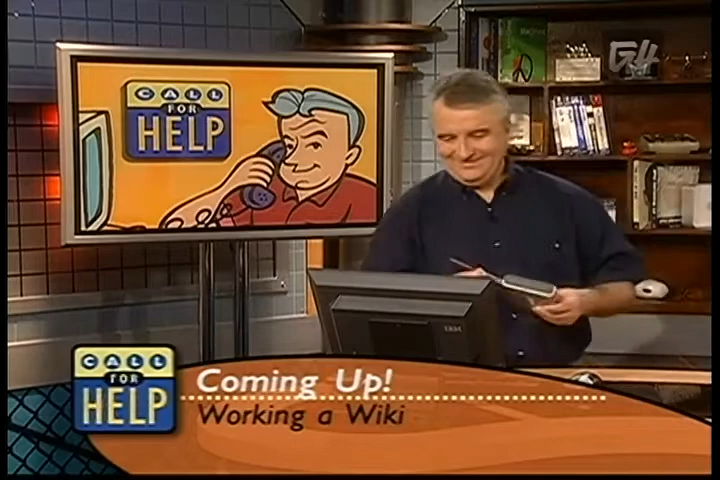 G4
CALL
FOR
HELP
IBM
CALL
FOR
HELP
Coming Up!
Working a Wiki